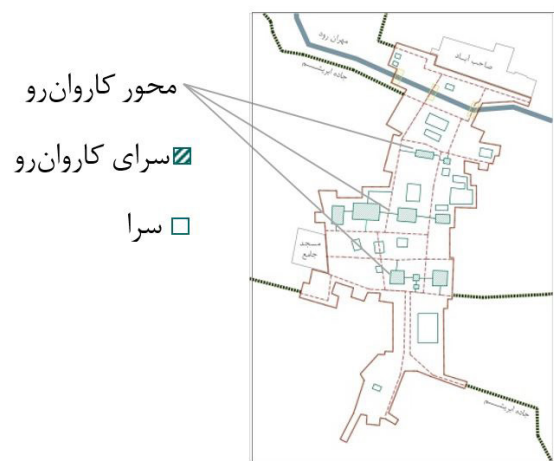 محور کاروان‌رو
سرای کاروان‌رو
سرا
مهران رود
صاحب آباد
جاده ابریشم
مسجد
جامع
جاده ابریشم